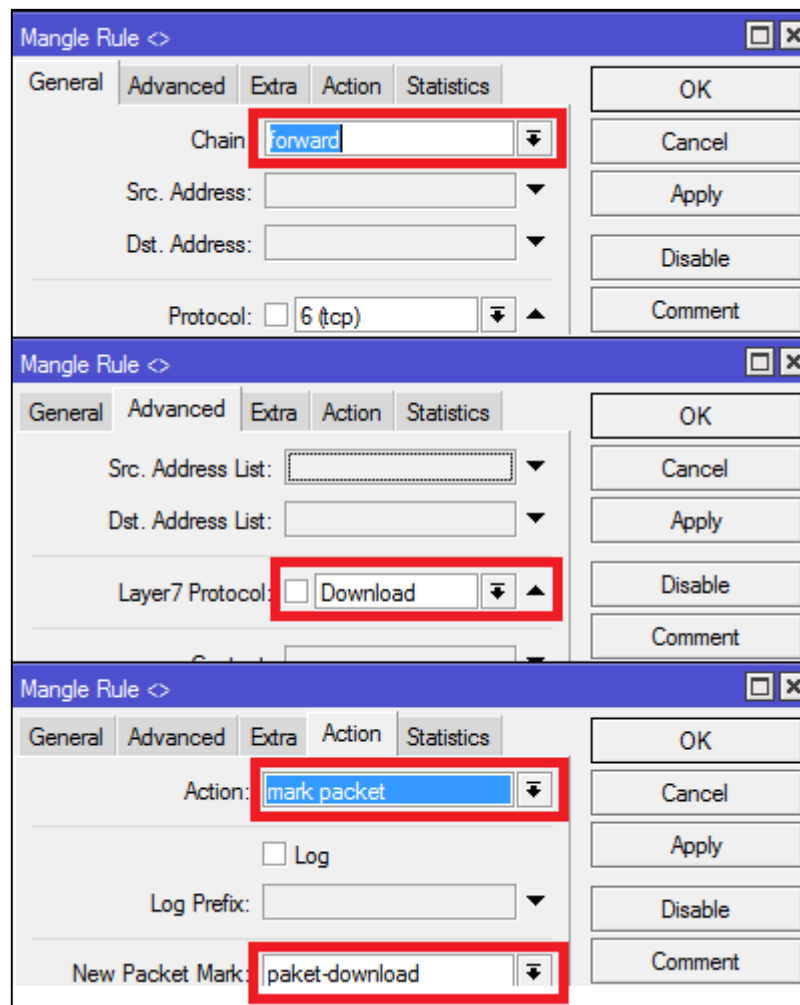 Mangle Rule <>
General Advanced Extra Action Statistics
OK
Chain forward
Cancel
Src. Address:
Apply
Dst. Address:
Disable
Protocol: 6 (tcp)
Comment
Mangle Rule <>
General Advanced Extra Action Statistics
OK
Src. Address List:
Cancel
Dst. Address List:
Apply
Layer7 Protocol: Download
Disable
Comment
Mangle Rule <>
General Advanced Extra Action Statistics
OK
Action: mark packet
Cancel
Log
Apply
Log Prefix:
Disable
New Packet Mark: paket-download
Comment